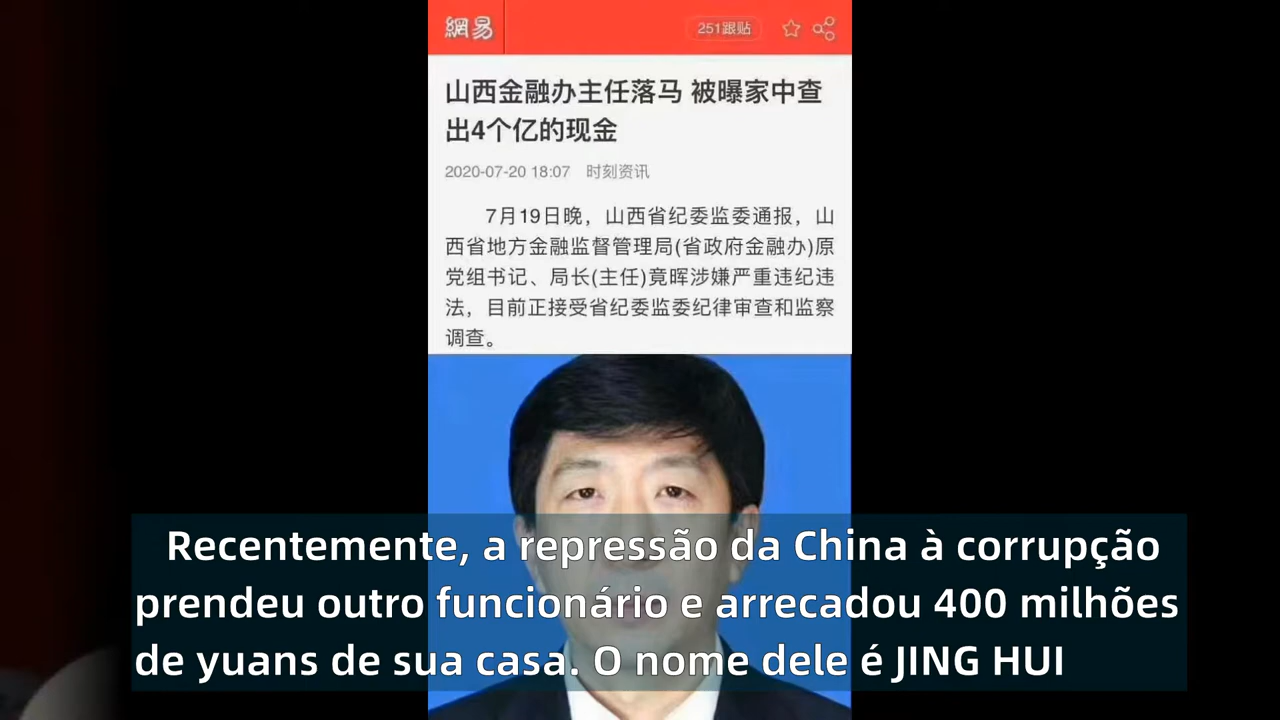 網易
251跟贴
山西金融办主任落马 被曝家中查
出4个亿的现金
2020-07-20 18:07 时刻资讯
7月19日晚，山西省纪委监委通报，山
西省地方金融监督管理局(省政府金融办)原
党组书记、局长(主任)竟晖涉嫌严重违纪违
法，目前正接受省纪委监委纪律审查和监察
调查。
Recentemente, a repressão da China à corrupção
prendeu outro funcionário e arrecadou 400 milhões
de yuans de sua casa. O nome dele é JING HUI